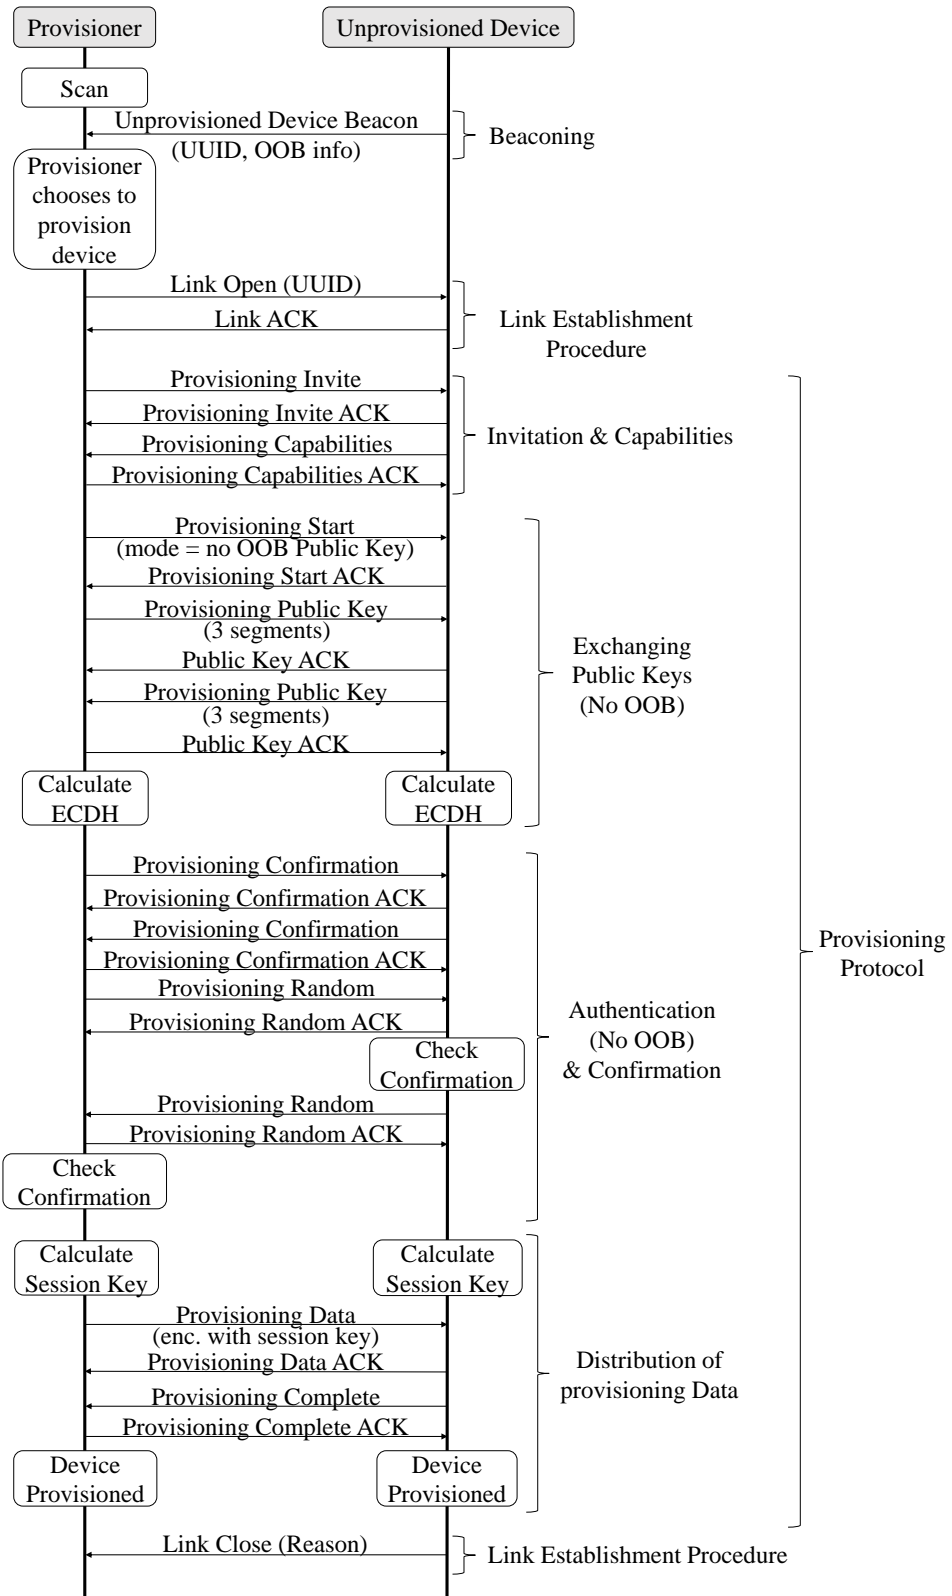 Provisioner
Unprovisioned Device
Scan
Unprovisioned Device Beacon
(UUID, OOB info)
Beaconing
Provisioner
chooses to
provision
device
Link Open (UUID)
Link ACK
Link Establishment
Procedure
Provisioning Invite
Provisioning Invite ACK
Provisioning Capabilities
Provisioning Capabilities ACK
Invitation & Capabilities
Provisioning Start
(mode = no OOB Public Key)
Provisioning Start ACK
Provisioning Public Key
(3 segments)
Public Key ACK
Provisioning Public Key
(3 segments)
Public Key ACK
Exchanging
Public Keys
(No OOB)
Calculate
ECDH
Calculate
ECDH
Provisioning Confirmation
Provisioning Confirmation ACK
Provisioning Confirmation
Provisioning Confirmation ACK
Provisioning Random
Provisioning Random ACK
Check
Confirmation
Provisioning Random
Provisioning Random ACK
Check
Confirmation
Authentication
(No OOB)
& Confirmation
Provisioning
Protocol
Calculate
Session Key
Calculate
Session Key
Provisioning Data
(enc. with session key)
Provisioning Data ACK
Provisioning Complete
Provisioning Complete ACK
Distribution of
provisioning Data
Device
Provisioned
Device
Provisioned
Link Close (Reason)
Link Establishment Procedure